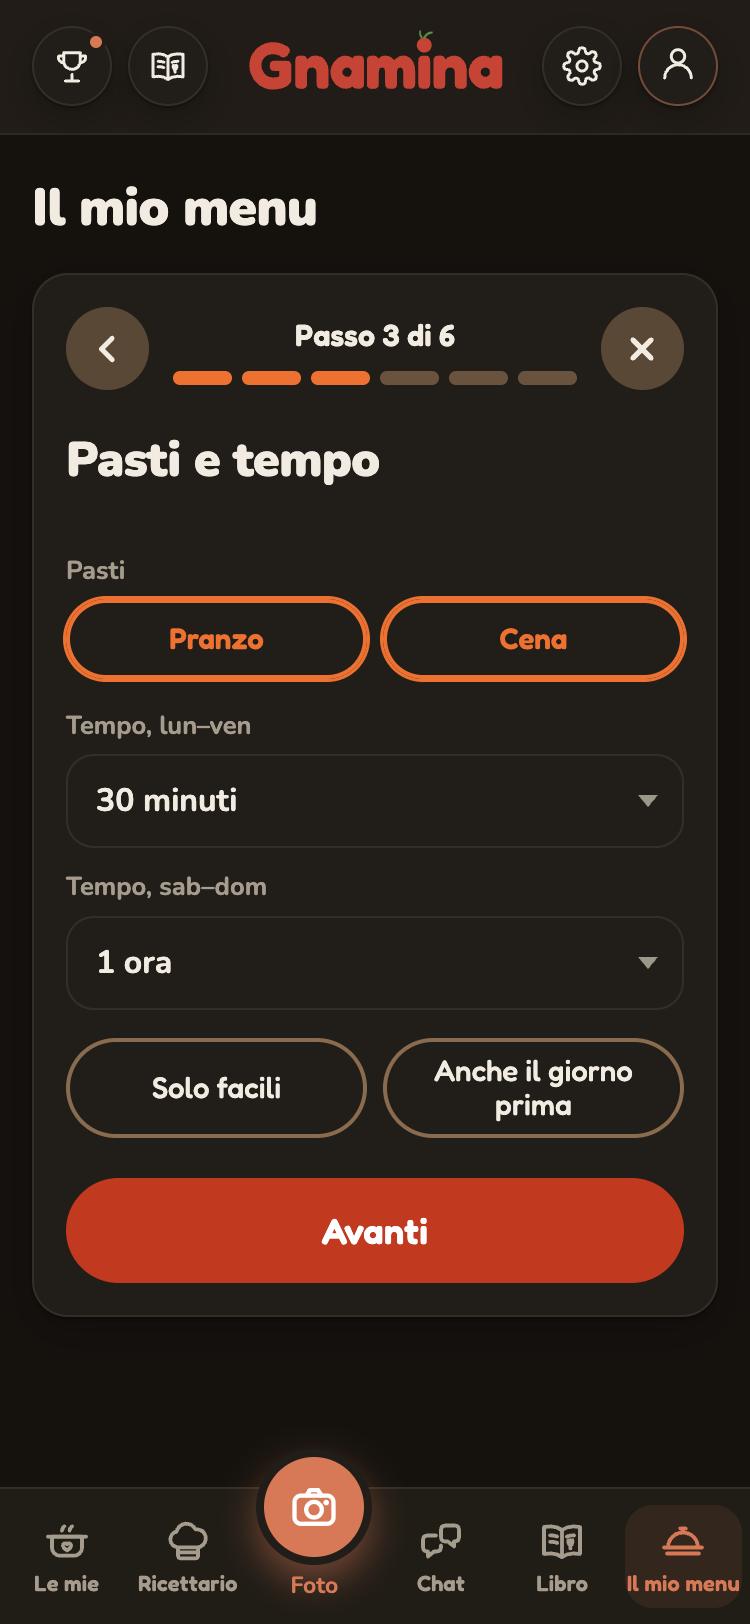 Gnamina
Il mio menu
Passo 3 di 6
Pasti e tempo
Pasti
Pranzo
Cena
Tempo, lun–ven
30 minuti
Tempo, sab–dom
1 ora
Solo facili
Anche il giorno
prima
Avanti
Le mie
Ricettario
Foto
Chat
Libro
Il mio menu